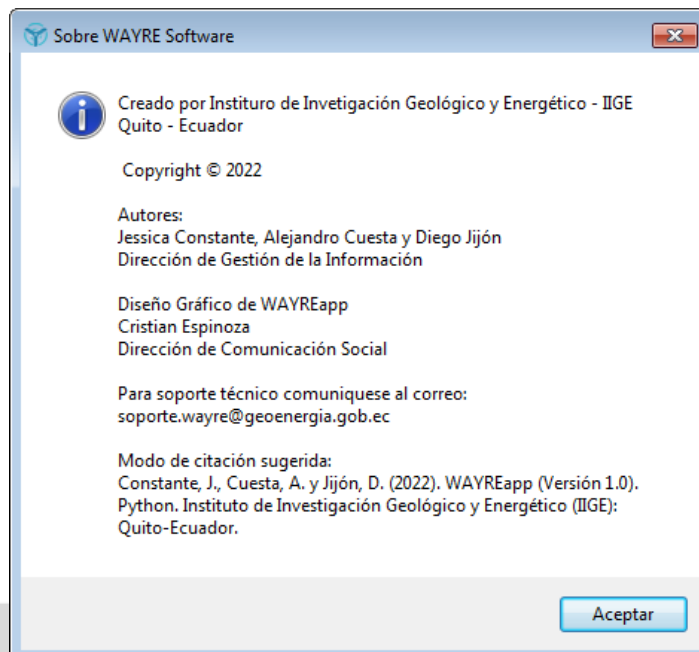 Sobre WAYRE Software
Creado por Instituro de Invetigación Geológico y Energético - IIGE
Quito - Ecuador
Copyright © 2022
Autores:
Jessica Constante, Alejandro Cuesta y Diego Jijón
Dirección de Gestión de la Información
Diseño Gráfico de WAYREapp
Cristian Espinoza
Dirección de Comunicación Social
Para soporte técnico comuniquese al correo:
soporte.wayre@geoenergia.gob.ec
Modo de citación sugerida:
Constante, J., Cuesta, A. y Jijón, D. (2022). WAYREapp (Versión 1.0).
Python. Instituto de Investigación Geológico y Energético (IIGE):
Quito-Ecuador.
Aceptar